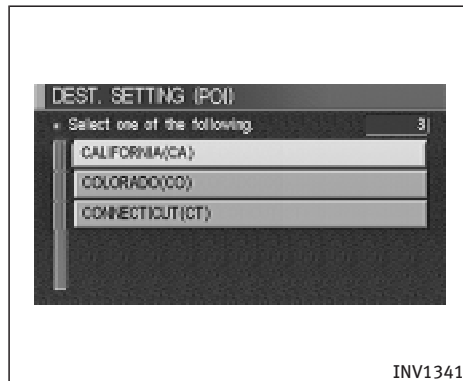 DEST. SETTING (POI)
Select one of the following. 3
CALIFORNIA(CA)
COLORADO(CO)
CONNECTICUT(CT)
INV1341